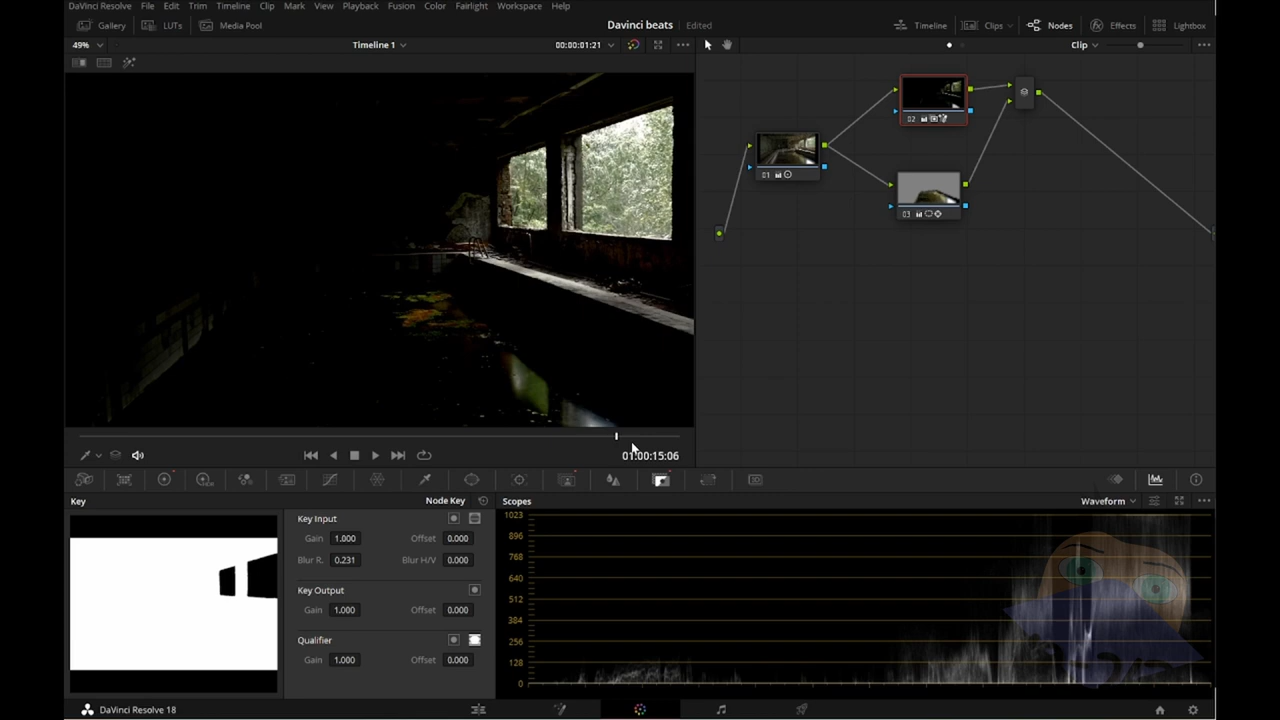 DaVinci Resolve File Edit Trim Timeline Clip Mark View Playback Fusion Color Fairlight Workspace Help
Gallery LUTs Media Pool Davinci beats Edited Timeline Clips Nodes Effects Lightbox
49% Timeline 1 00:00:01:21 Clip
02
01
03
01:00:15:06
Key Node Key Scopes Waveform
Key Input
Gain 1.000 Offset 0.000
Blur R. 0.231 Blur H/V 0.000
Key Output
Gain 1.000 Offset 0.000
Qualifier
Gain 1.000 Offset 0.000
1023
896
768
640
512
384
256
128
0
3D
DaVinci Resolve 18